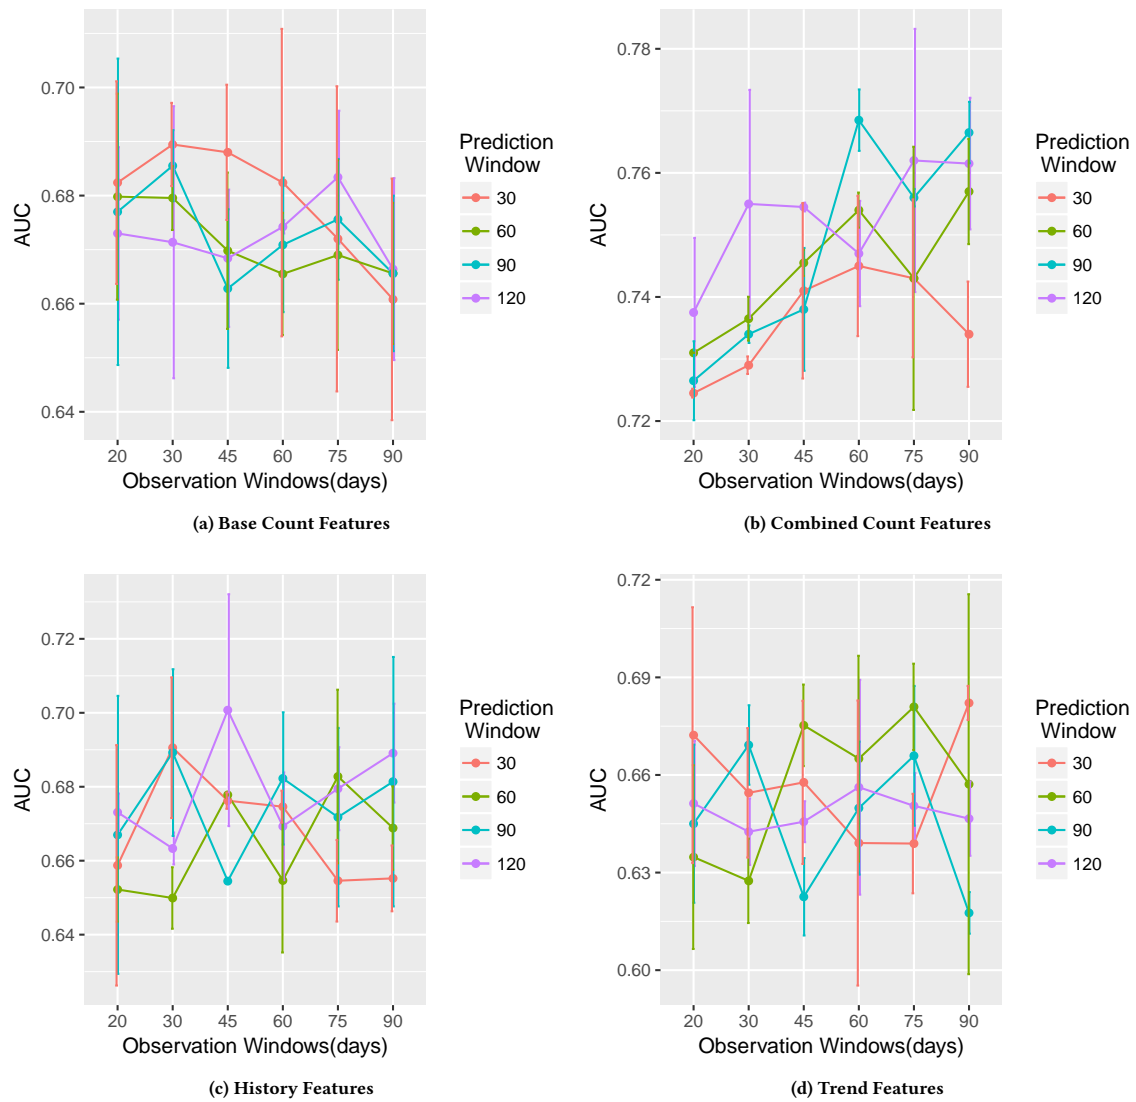 0.70
0.68
0.66
0.64
AUC
20 30 45 60 75 90
Observation Windows(days)
Prediction
Window
30
60
90
120
(a) Base Count Features
0.78
0.76
0.74
0.72
AUC
20 30 45 60 75 90
Observation Windows(days)
Prediction
Window
30
60
90
120
(b) Combined Count Features
0.72
0.70
0.68
0.66
0.64
AUC
20 30 45 60 75 90
Observation Windows(days)
Prediction
Window
30
60
90
120
(c) History Features
0.72
0.69
0.66
0.63
0.60
AUC
20 30 45 60 75 90
Observation Windows(days)
Prediction
Window
30
60
90
120
(d) Trend Features